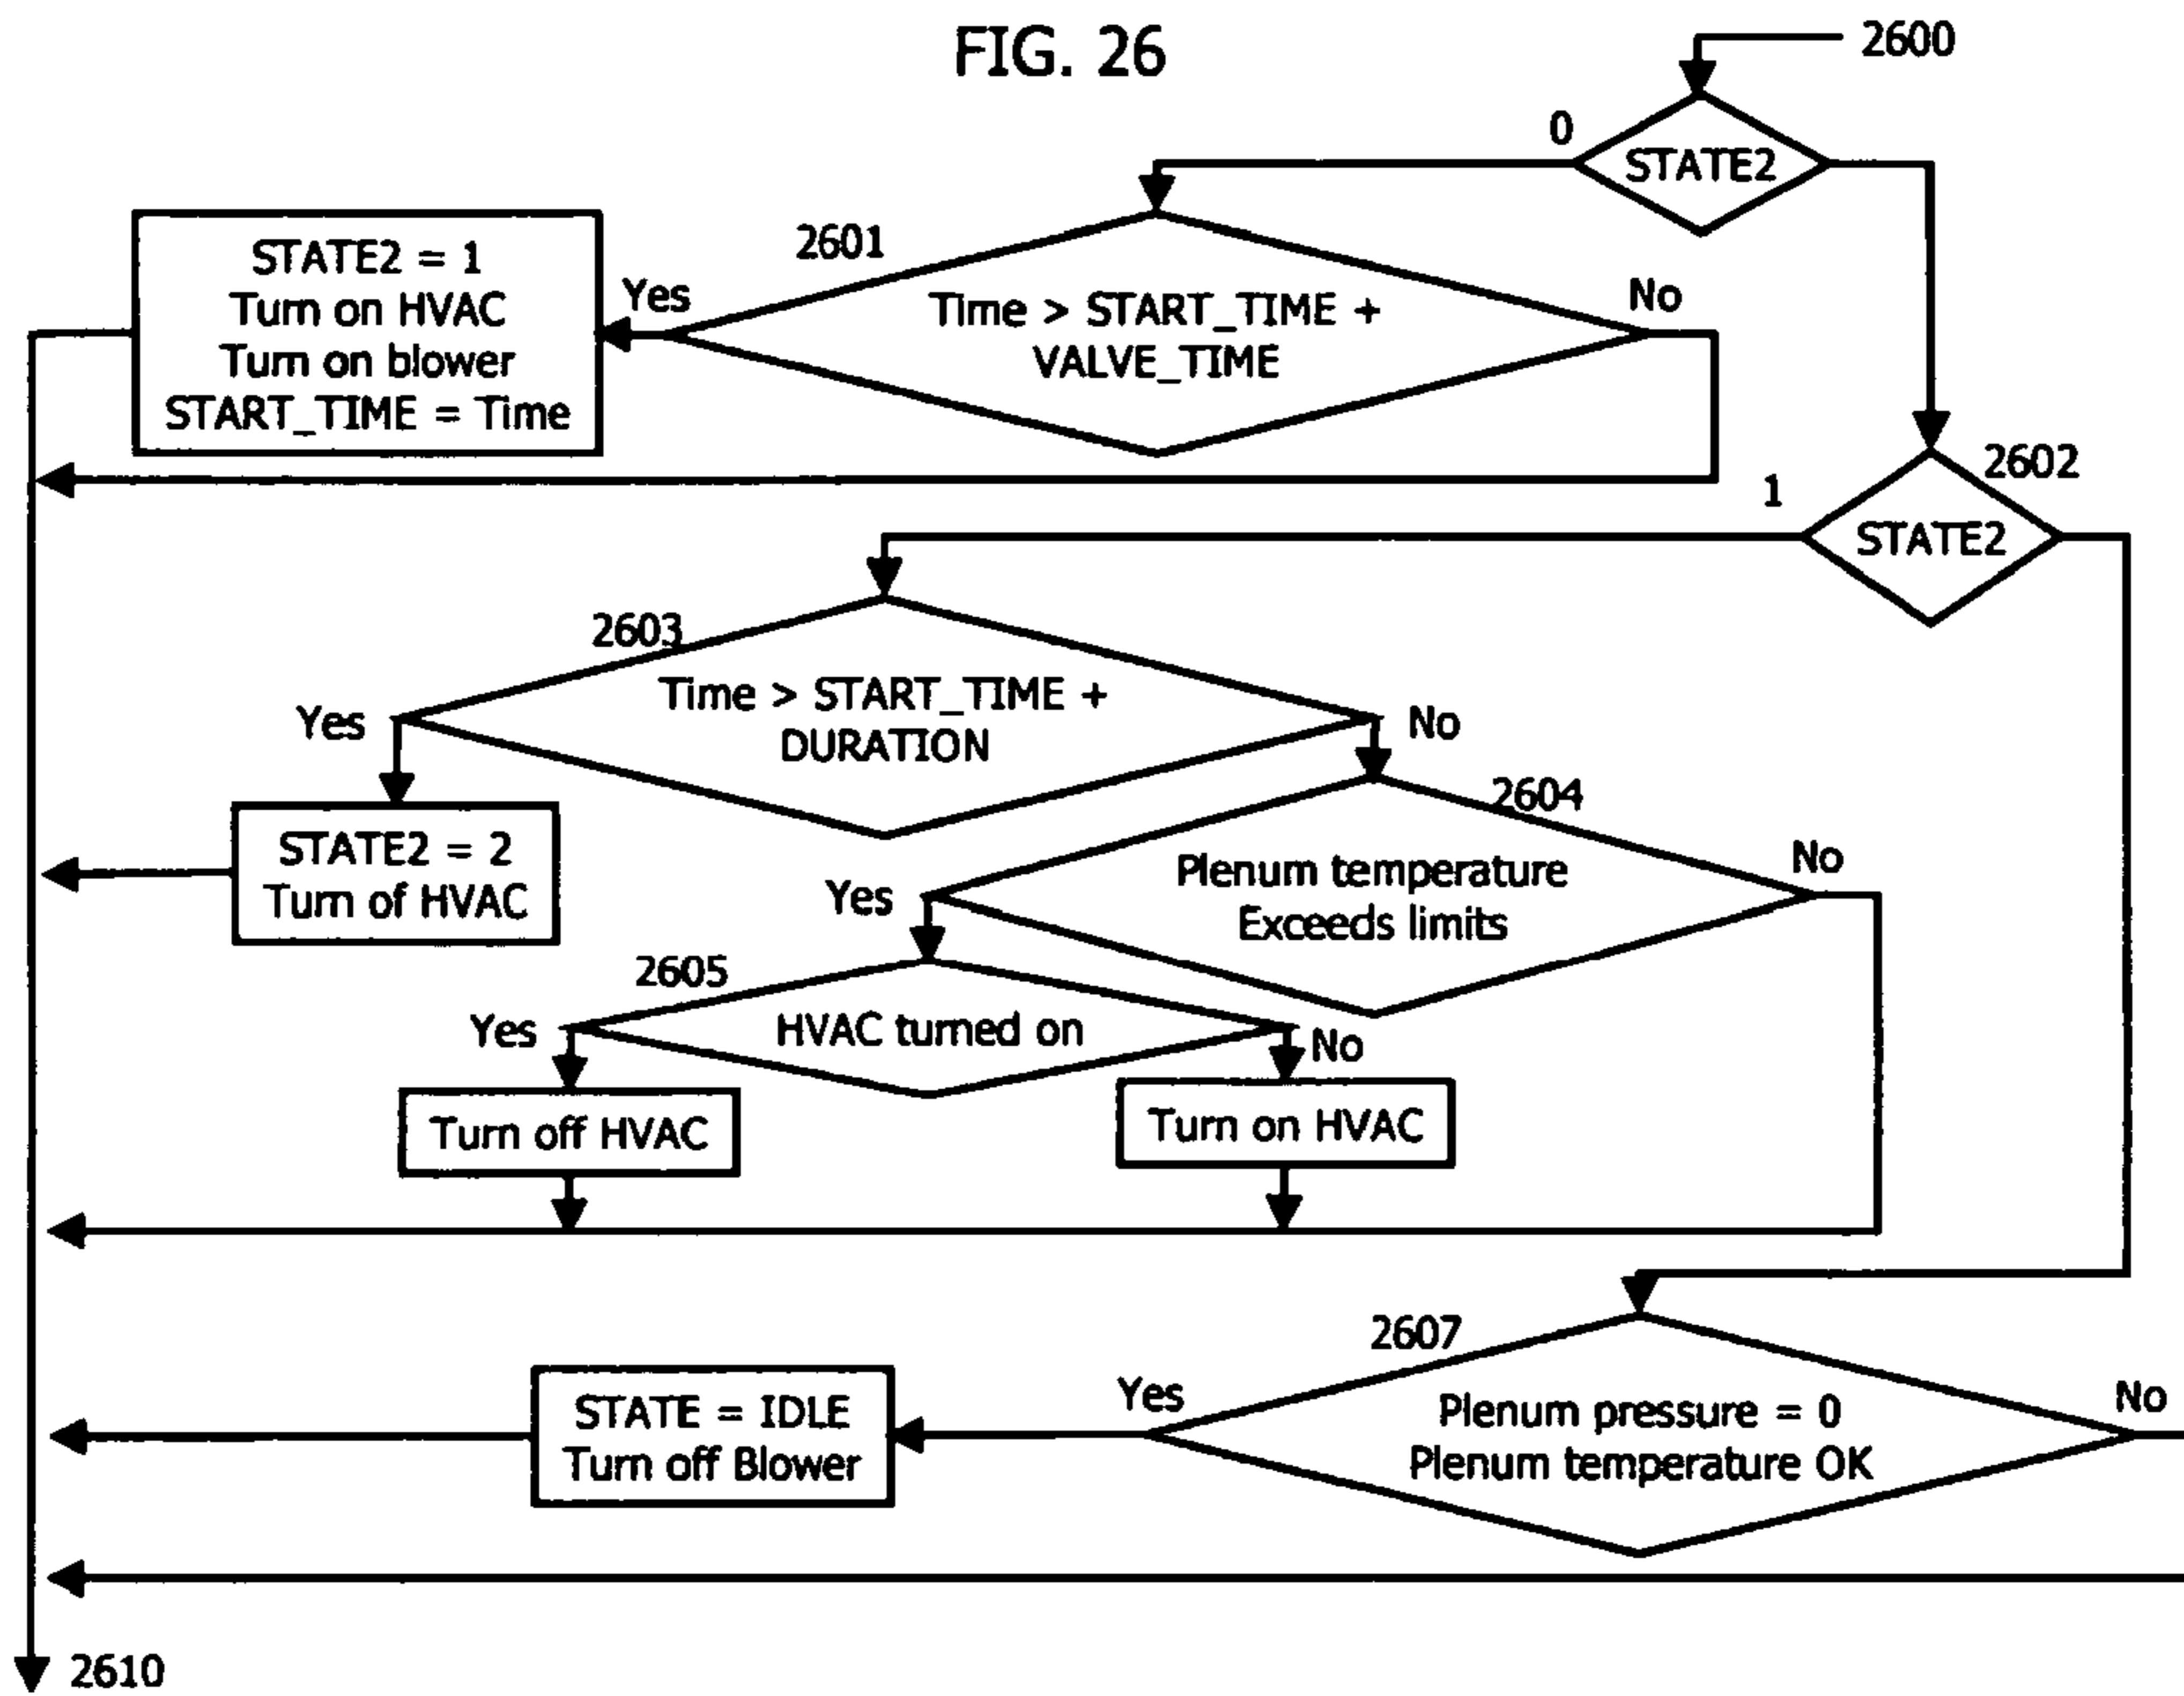 FIG. 26
2600
0
STATE2
2601
STATE2 = 1
Turn on HVAC
Turn on blower
START_TIME = Time
Yes
Time > START_TIME +
VALVE_TIME
No
2602
1
STATE2
2603
Time > START_TIME +
DURATION
Yes
No
2604
STATE2 = 2
Turn of HVAC
Plenum temperature
Exceeds limits
Yes
No
2605
HVAC turned on
Yes
No
Turn off HVAC
Turn on HVAC
2607
STATE = IDLE
Turn off Blower
Yes
Plenum pressure = 0
Plenum temperature OK
No
2610